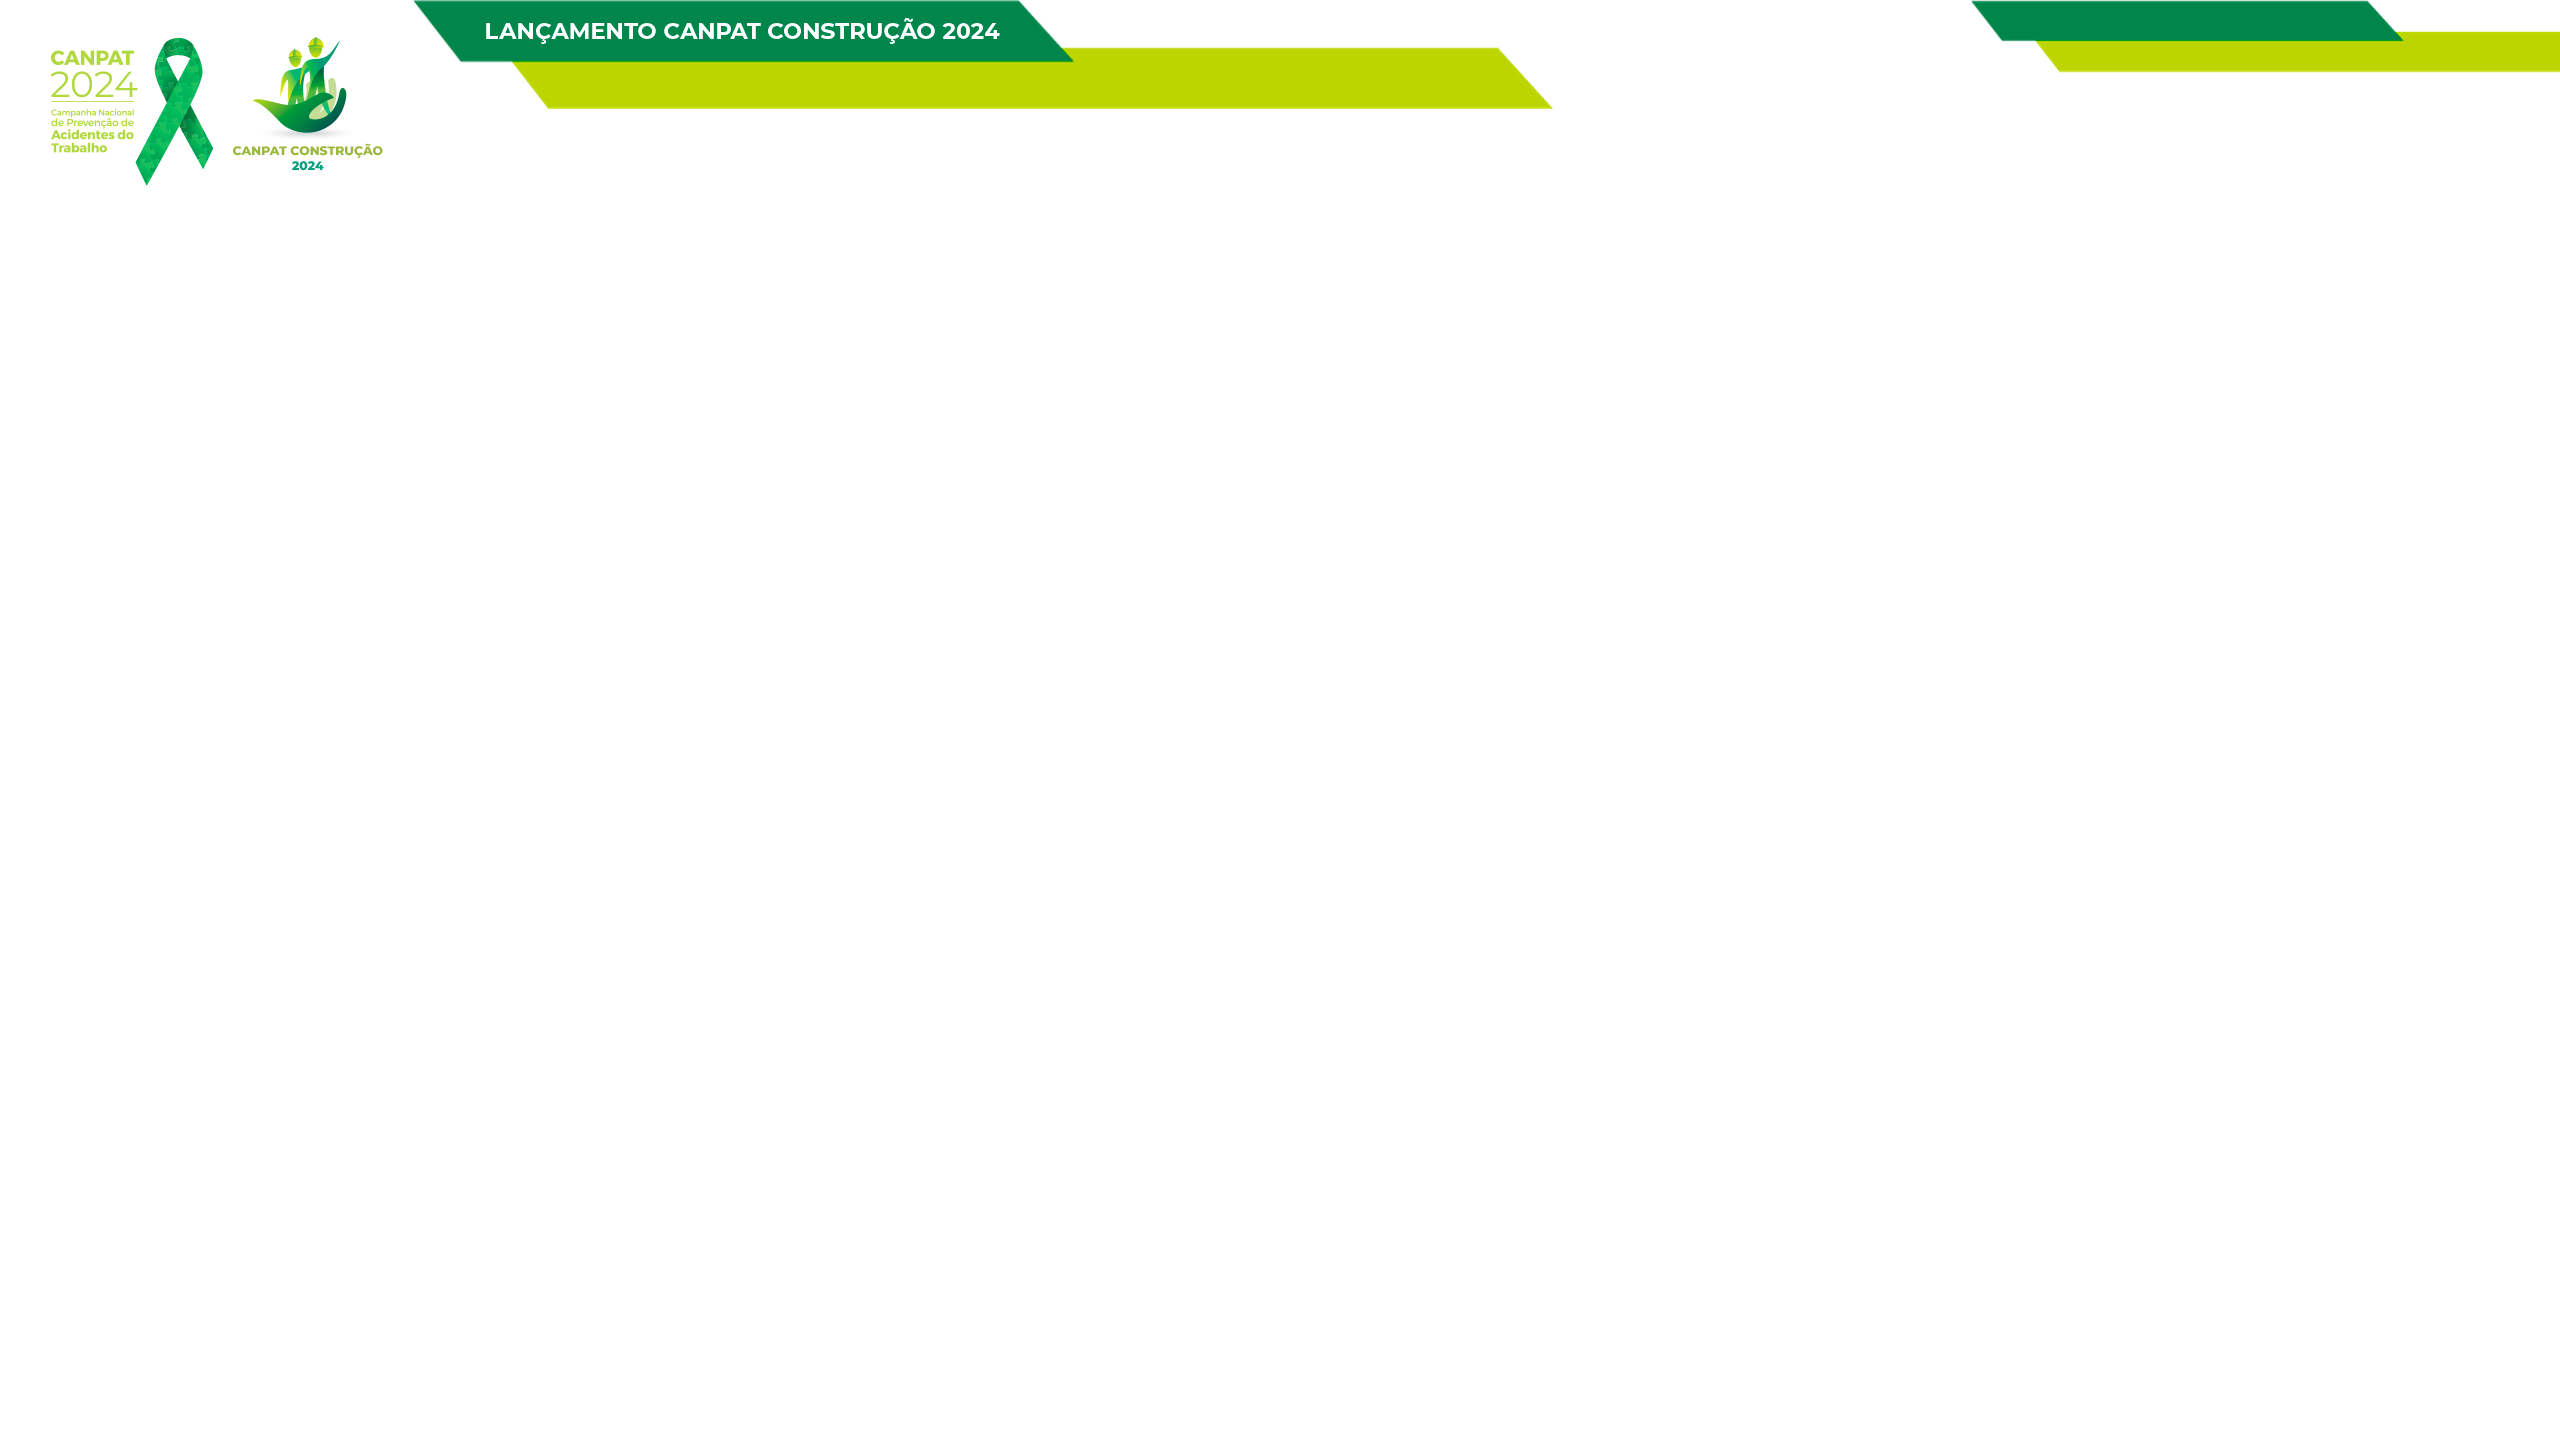 LANÇAMENTO CANPAT CONSTRUÇÃO 2024
CANPAT
2024
Campanha Nacional
de Prevenção de
Acidentes do
Trabalho
CANPAT CONSTRUÇÃO
2024